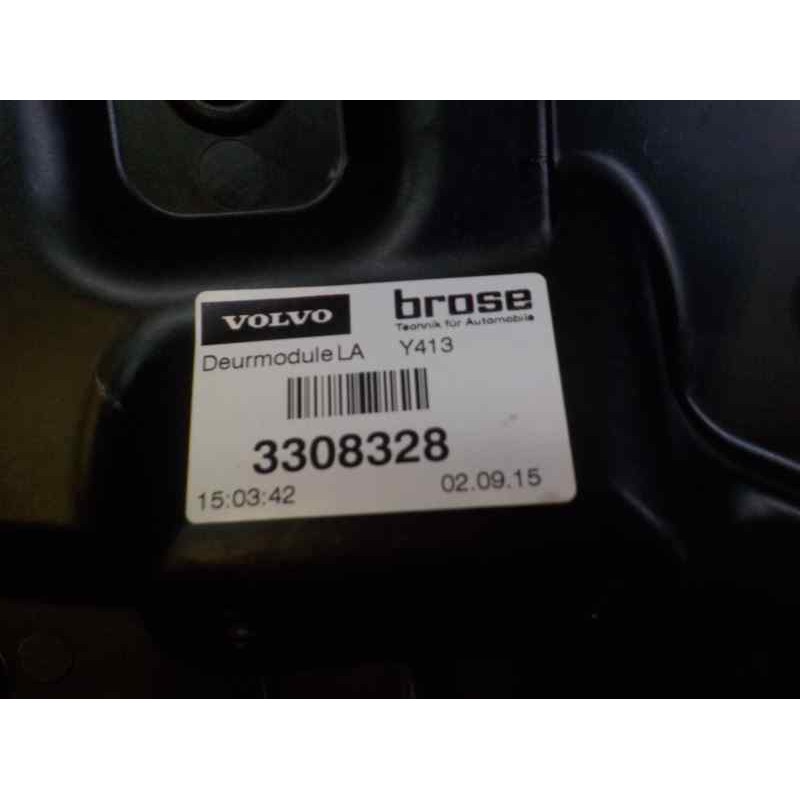 VOLVO brose
Technik für Automobile
Deurmodule LA Y413
3308328
15:03:42 02.09.15